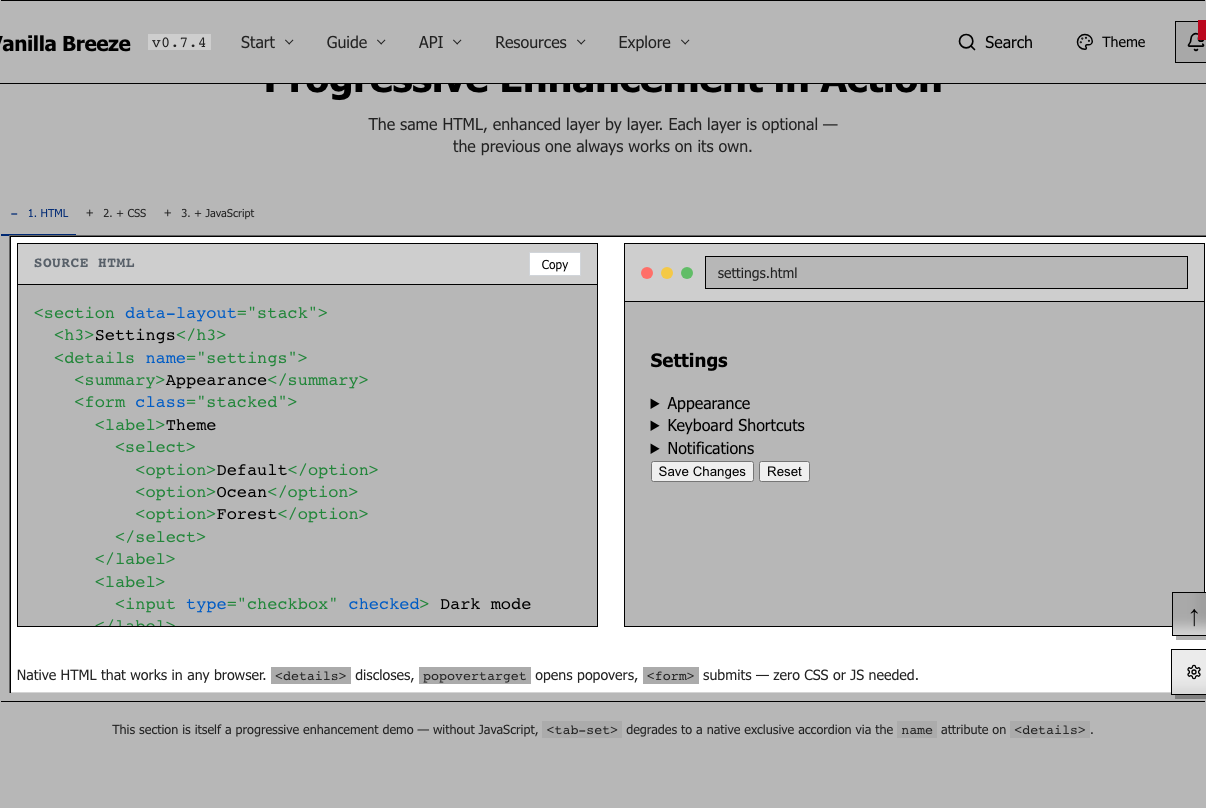 Vanilla Breeze v0.7.4 Start Guide API Resources Explore Search Theme
Progressive Enhancement in Action
The same HTML, enhanced layer by layer. Each layer is optional —
the previous one always works on its own.
– 1. HTML + 2. + CSS + 3. + JavaScript
SOURCE HTML Copy
<section data-layout="stack">
<h3>Settings</h3>
<details name="settings">
<summary>Appearance</summary>
<form class="stacked">
<label>Theme
<select>
<option>Default</option>
<option>Ocean</option>
<option>Forest</option>
</select>
</label>
<label>
<input type="checkbox" checked> Dark mode
</label>
settings.html
Settings
▶ Appearance
▶ Keyboard Shortcuts
▶ Notifications
Save Changes Reset
↑
Native HTML that works in any browser. <details> discloses, popovertarget opens popovers, <form> submits — zero CSS or JS needed.
This section is itself a progressive enhancement demo — without JavaScript, <tab-set> degrades to a native exclusive accordion via the name attribute on <details>.